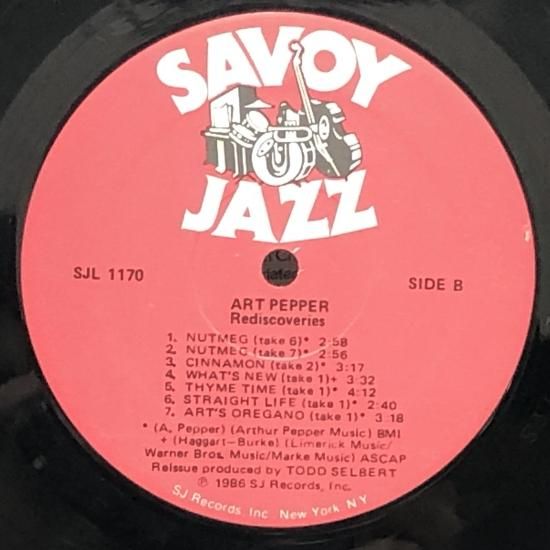 SAVOY
JAZZ
SJL 1170
SIDE B
ART PEPPER
Rediscoveries
1. NUTMEG (take 6)* 2:58
2. NUTMEG (take 7)* 2:56
3. CINNAMON (take 2)* 3:17
4. WHAT'S NEW (take 1)+ 3:32
5. THYME TIME (take 1)* 4:12
6. STRAIGHT LIFE (take 1)* 2:40
7. ART'S OREGANO (take 1)* 3:18
* (A. Pepper) (Arthur Pepper Music) BMI
+ (Haggart-Burke) (Limerick Music/
Warner Bros. Music/Marke Music) ASCAP
Reissue produced by TODD SELBERT
℗ 1986 SJ Records, Inc.
SJ Records, Inc. New York, N.Y.